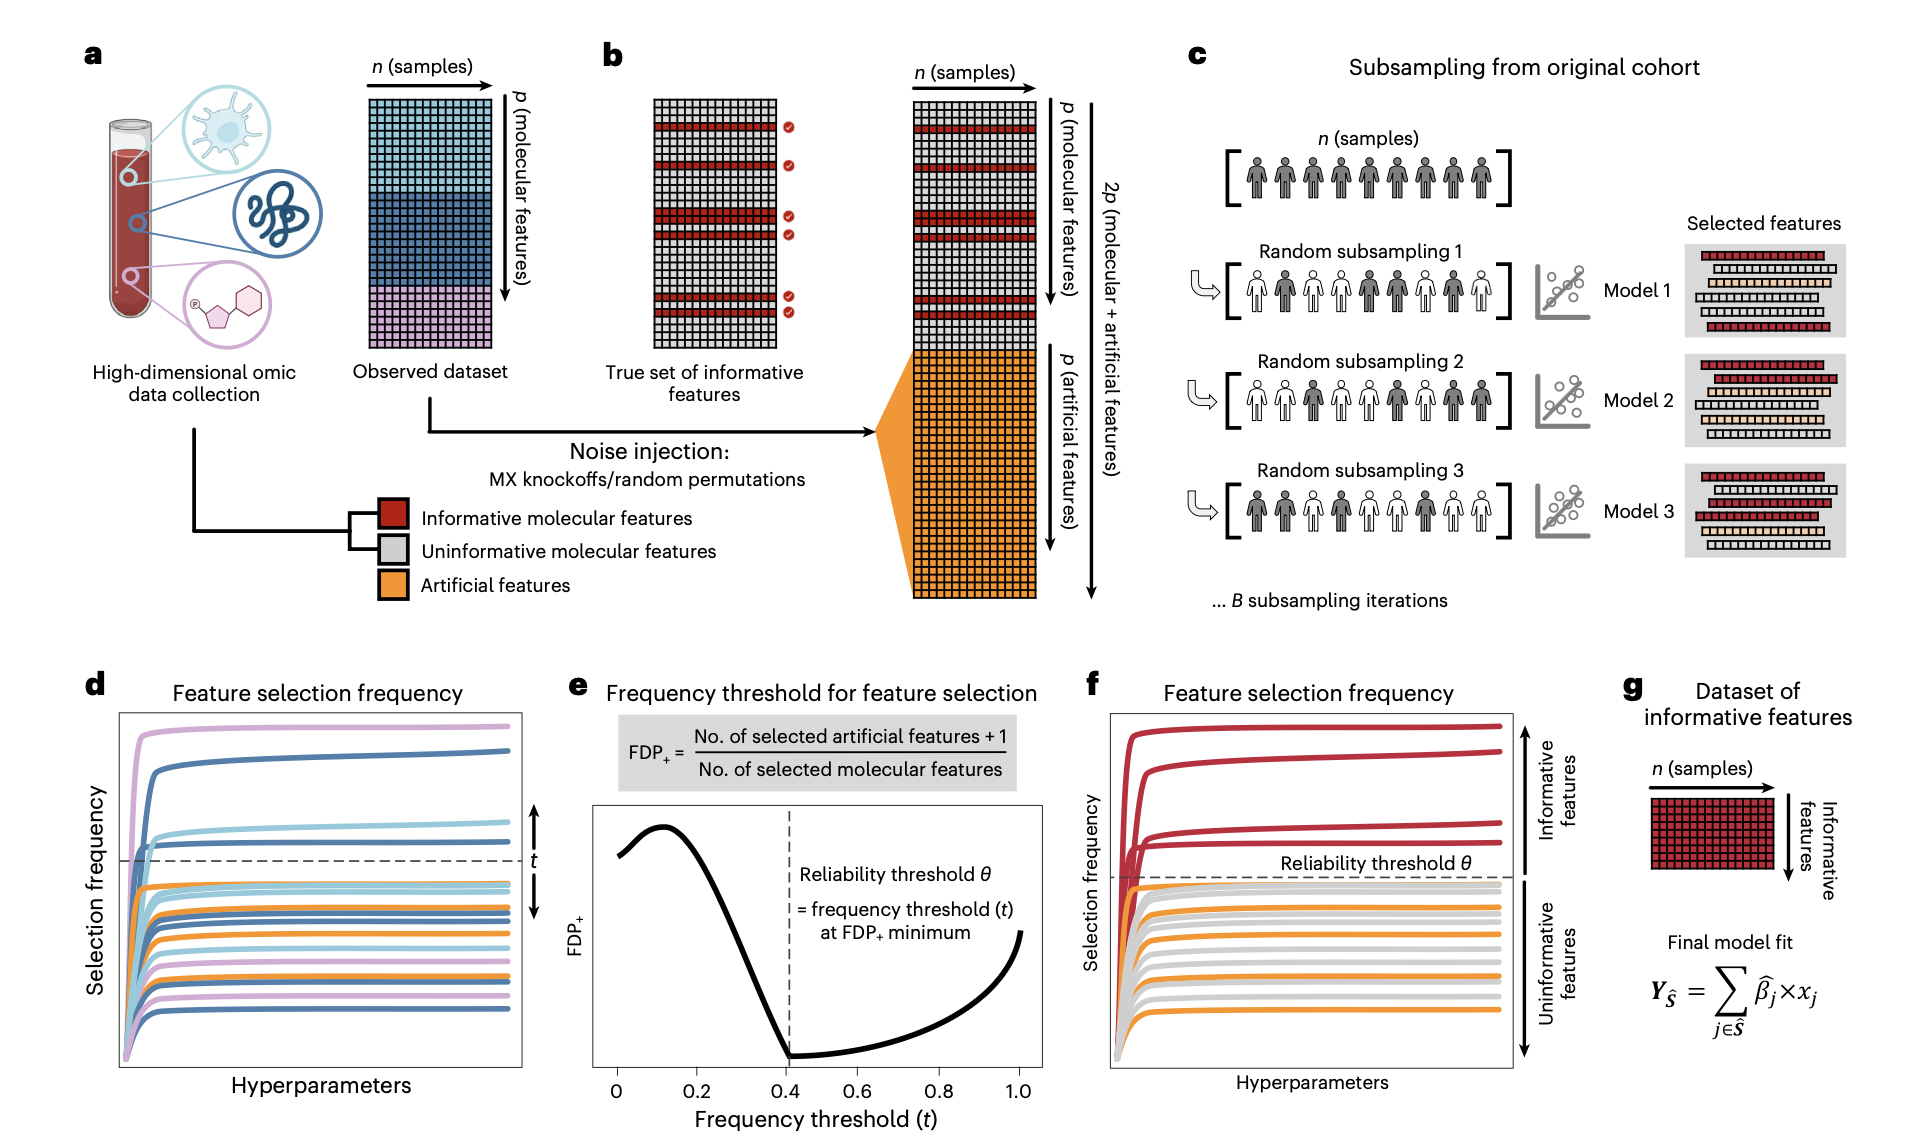 a
n (samples)
p (molecular features)
P
High-dimensional omic
data collection
Observed dataset
b
True set of informative
features
n (samples)
p (molecular features)
p (artificial features)
2p (molecular + artificial features)
Noise injection:
MX knockoffs/random permutations
Informative molecular features
Uninformative molecular features
Artificial features
c
Subsampling from original cohort
n (samples)
Selected features
Random subsampling 1
Model 1
Random subsampling 2
Model 2
Random subsampling 3
Model 3
... B subsampling iterations
d
Feature selection frequency
Selection frequency
t
Hyperparameters
e
Frequency threshold for feature selection
FDP+ = No. of selected artificial features + 1
No. of selected molecular features
Reliability threshold θ
= frequency threshold (t)
at FDP+ minimum
FDP+
0 0.2 0.4 0.6 0.8 1.0
Frequency threshold (t)
f
Feature selection frequency
Selection frequency
Reliability threshold θ
Informative
features
Uninformative
features
Hyperparameters
g
Dataset of
informative features
n (samples)
Informative
features
Final model fit
Y_Ŝ = ∑_{j∈Ŝ} β̂_j × x_j